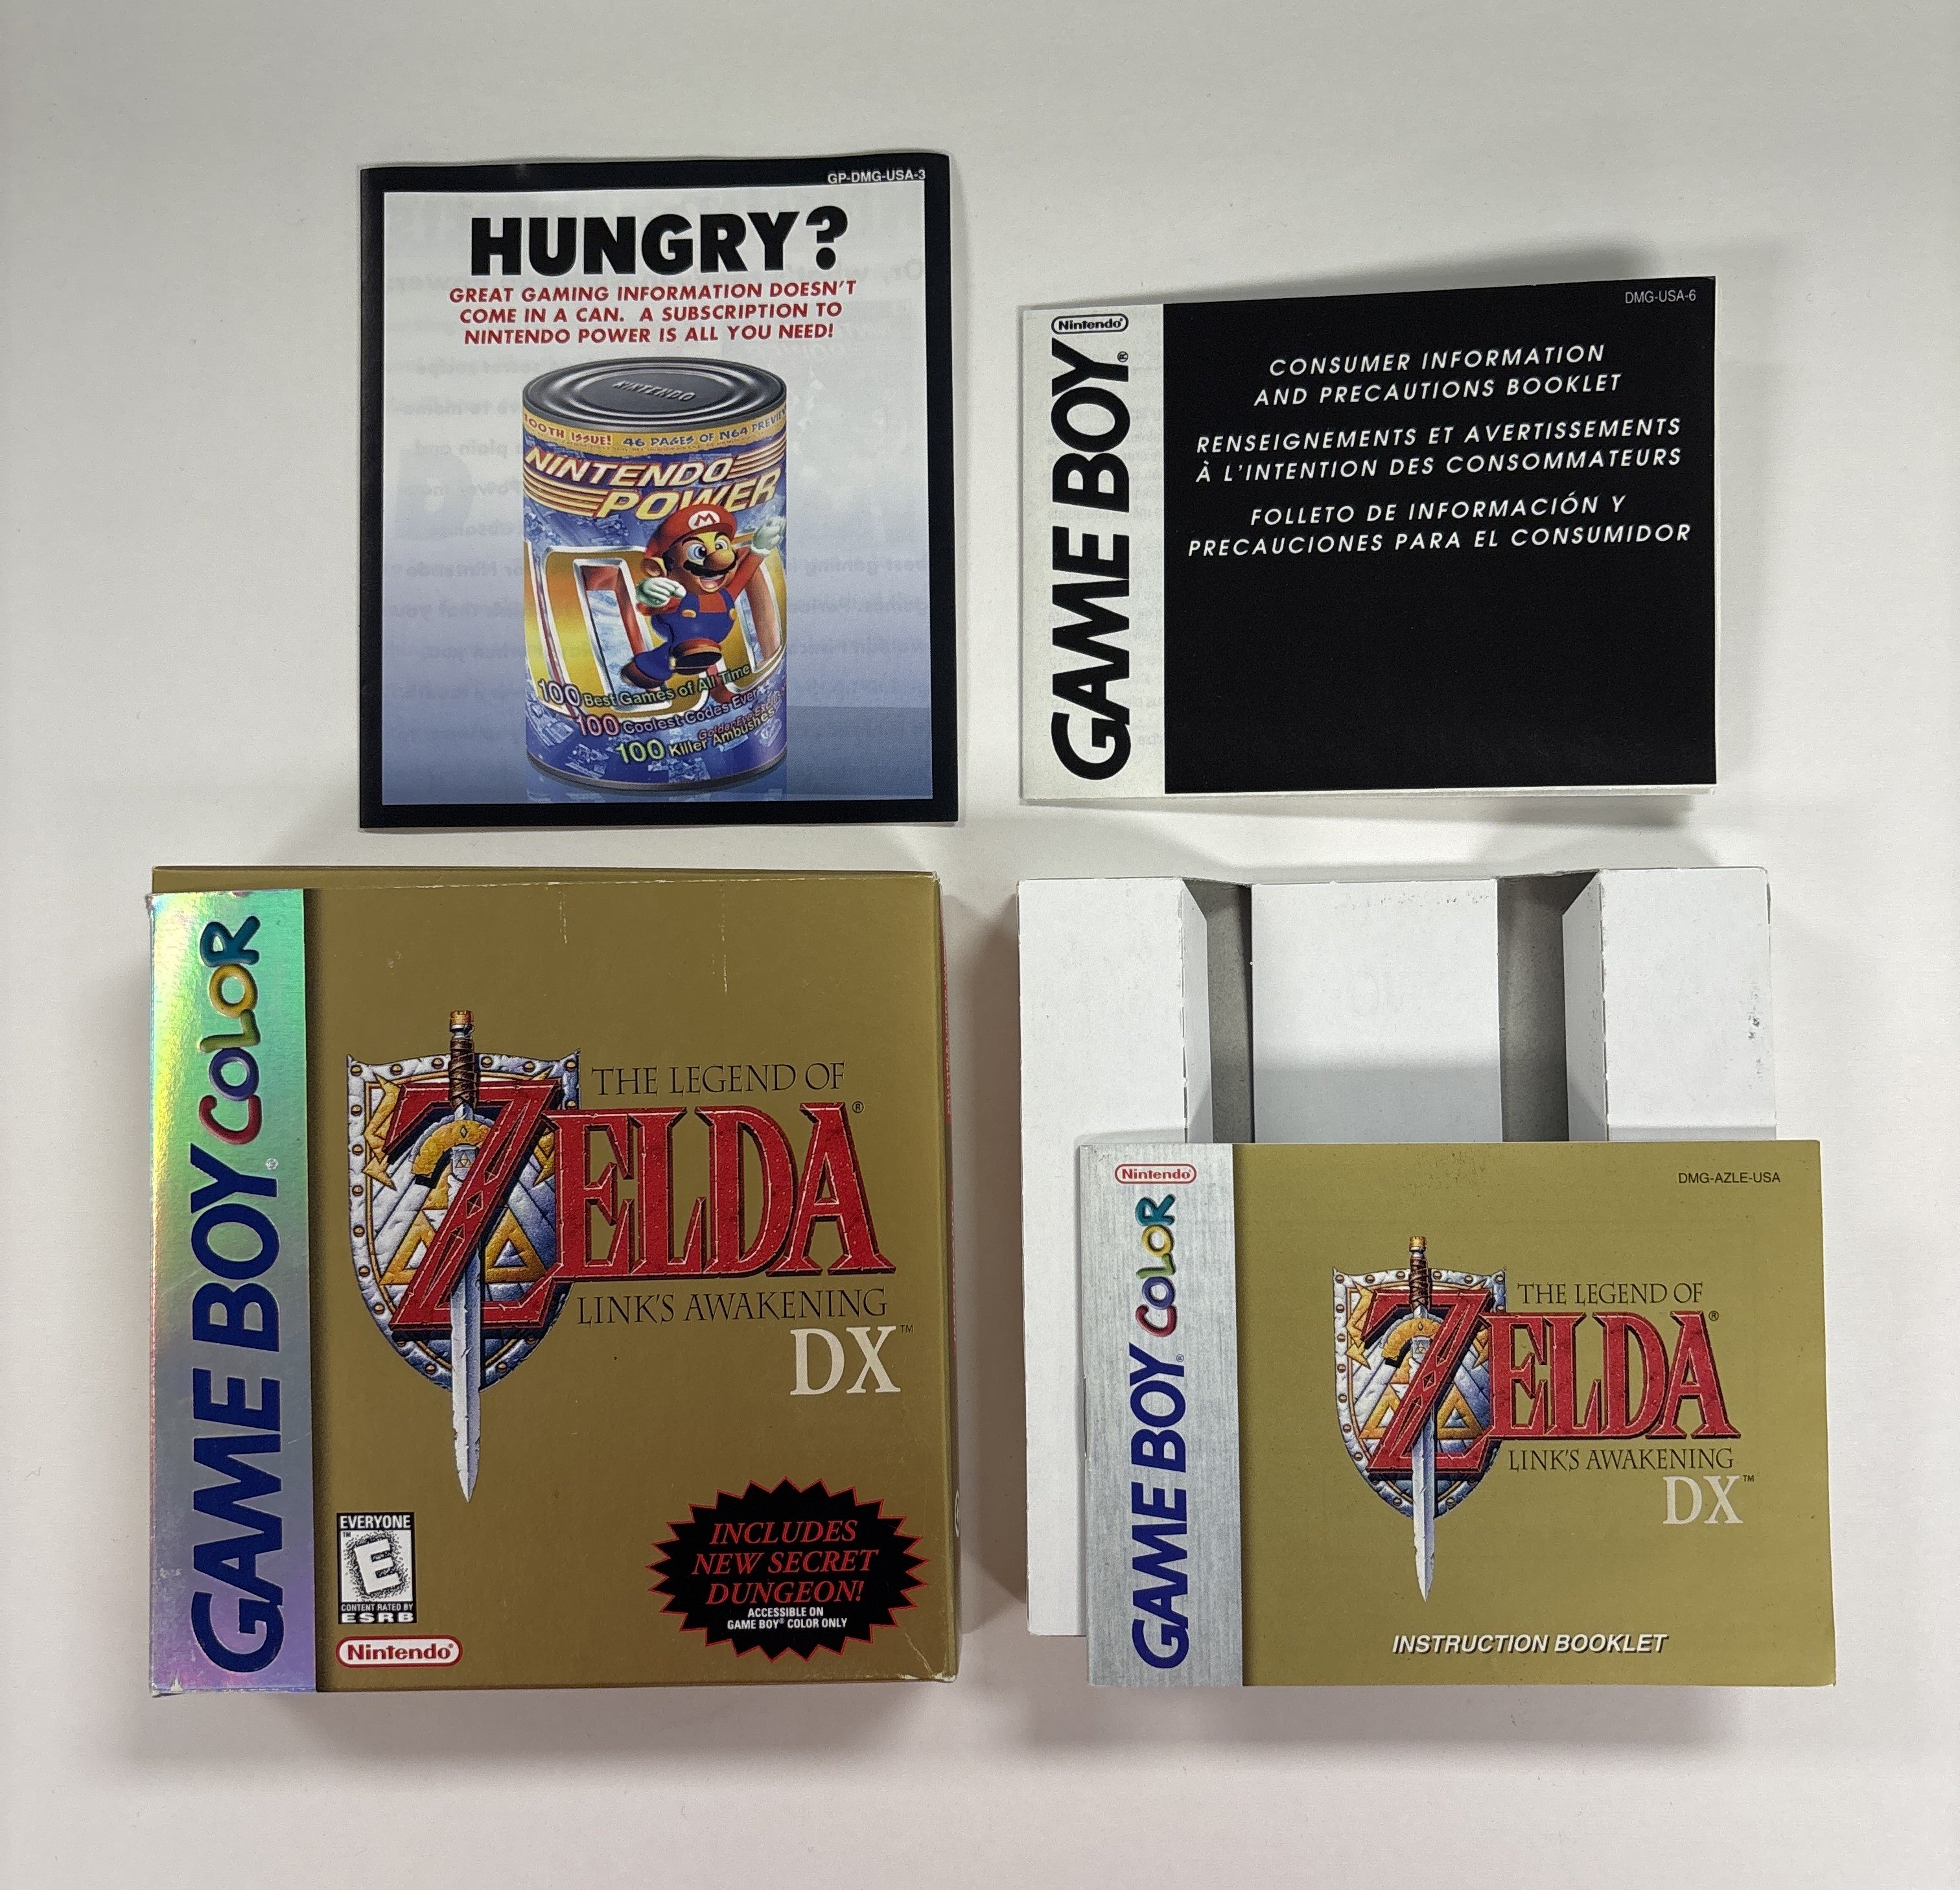 GP-DMG-USA-3
HUNGRY?
GREAT GAMING INFORMATION DOESN'T
COME IN A CAN. A SUBSCRIPTION TO
NINTENDO POWER IS ALL YOU NEED!
NINTENDO
100TH ISSUE! 46 PAGES OF N64 PREVIEWS
NINTENDO
POWER
M
100
100 Best Games of All Time
100 Coolest Codes Ever
100 Killer Ambushes
DMG-USA-6
Nintendo
GAME BOY®
CONSUMER INFORMATION
AND PRECAUTIONS BOOKLET
RENSEIGNEMENTS ET AVERTISSEMENTS
À L'INTENTION DES CONSOMMATEURS
FOLLETO DE INFORMACIÓN Y
PRECAUCIONES PARA EL CONSUMIDOR
GAME BOY COLOR®
THE LEGEND OF
ZELDA®
LINK'S AWAKENING
DX™
EVERYONE
™
E
CONTENT RATED BY
ESRB
Nintendo
INCLUDES
NEW SECRET
DUNGEON!
ACCESSIBLE ON
GAME BOY® COLOR ONLY
Nintendo
DMG-AZLE-USA
GAME BOY COLOR®
THE LEGEND OF
ZELDA®
LINK'S AWAKENING
DX™
INSTRUCTION BOOKLET